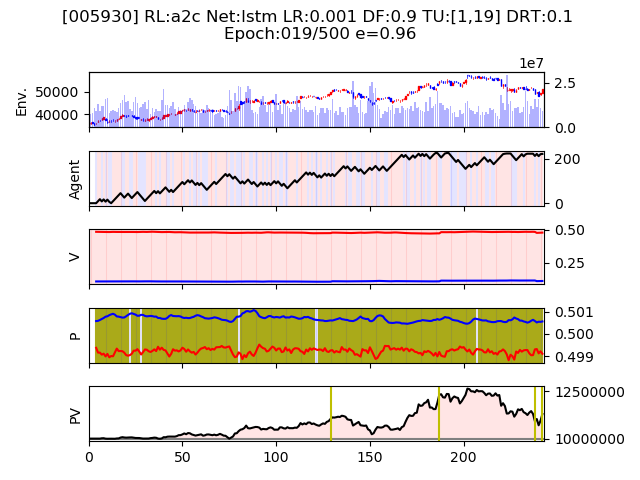 [005930] RL:a2c Net:lstm LR:0.001 DF:0.9 TU:[1,19] DRT:0.1
Epoch:019/500 e=0.96
1e7
Env.
50000
40000
2.5
0.0
Agent
200
0
V
0.50
0.25
P
0.501
0.500
0.499
PV
12500000
10000000
0 50 100 150 200